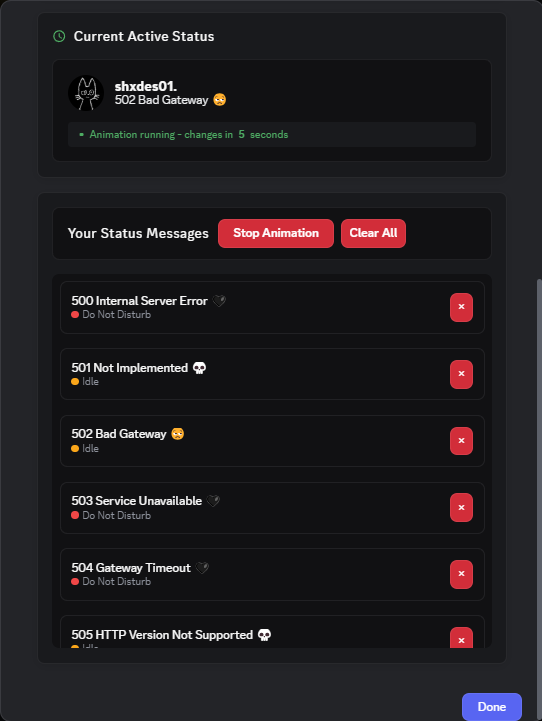 Current Active Status
shxdes01.
502 Bad Gateway 😡
Animation running - changes in 5 seconds
Your Status Messages
Stop Animation
Clear All
500 Internal Server Error 🖤
Do Not Disturb
×
501 Not Implemented 💀
Idle
×
502 Bad Gateway 😡
Idle
×
503 Service Unavailable 🖤
Do Not Disturb
×
504 Gateway Timeout 🖤
Do Not Disturb
×
505 HTTP Version Not Supported 💀
Idle
×
Done